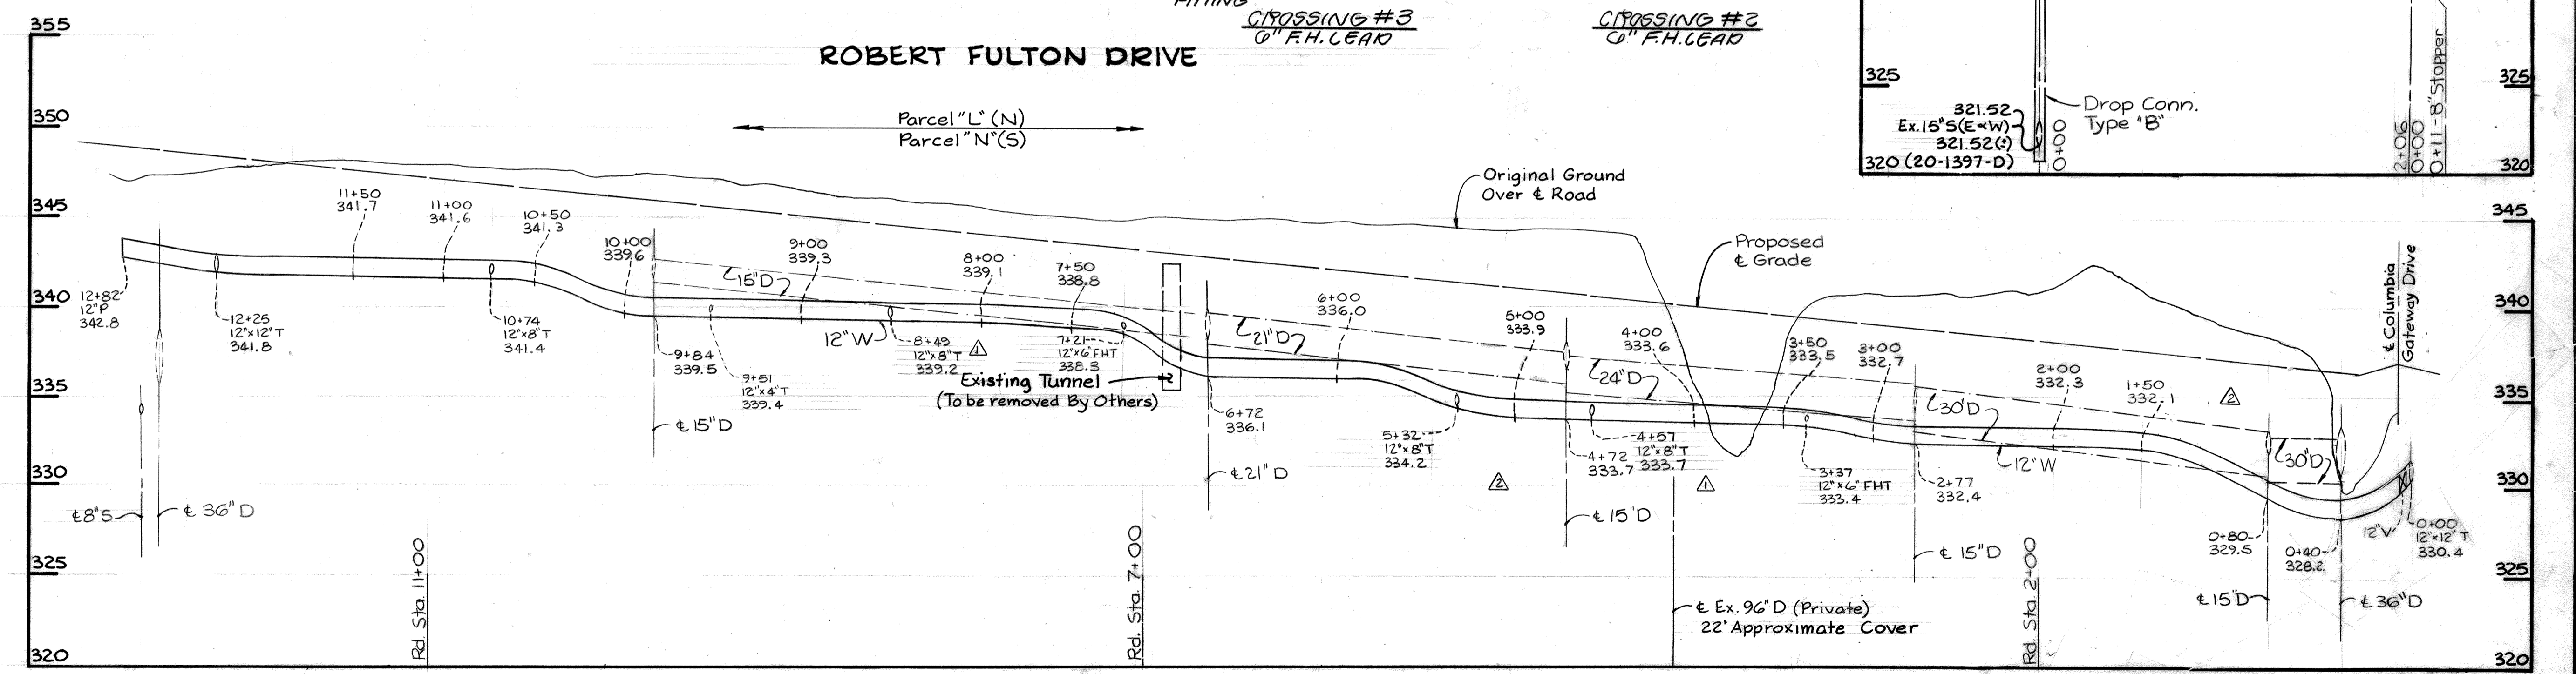 CROSSING #3
6" F.H. LEAD
CROSSING #2
6" F.H. LEAD
355
ROBERT FULTON DRIVE
350
Parcel "L" (N)
Parcel "N" (S)
345
340
335
330
325
320
325
325
Drop Conn.
Type "B"
321.52
Ex. 15"S (E&W)
321.52(±)
320 (20-1397-D)
0+00
2+06
0+00
0+11 - 8" Stopper
320
Original Ground
Over ℄ Road
Proposed
℄ Grade
345
340
335
330
325
320
℄ Columbia
Gateway Drive
12+82
12"P
342.8
12+25
12"x12"T
341.8
11+50
341.7
11+00
341.6
10+74
12"x8"T
341.4
10+50
341.3
10+00
339.6
9+84
339.5
9+51
12"x4"T
339.4
15"D
9+00
339.3
12"W
8+49
12"x8"T
339.2
1
8+00
339.1
7+50
338.8
7+21
12"x6" FHT
338.3
Existing Tunnel
(To be removed By Others)
6+72
336.1
21"D
6+00
336.0
5+32
12"x8"T
334.2
2
5+00
333.9
4+72
333.7
4+57
12"x8"T
333.7
24"D
4+00
333.6
1
3+50
333.5
3+37
12"x6" FHT
333.4
3+00
332.7
2+77
332.4
30"D
12"W
2+00
332.3
1+50
332.1
2
0+80
329.5
30"D
0+40
328.2
12"V
0+00
12"x12"T
330.4
℄ 8"S
℄ 36"D
℄ 15"D
℄ 21"D
℄ 15"D
℄ 15"D
℄ 15"D
℄ 36"D
℄ Ex. 96"D (Private)
22' Approximate Cover
Rd. Sta. 11+00
Rd. Sta. 7+00
Rd. Sta. 2+00